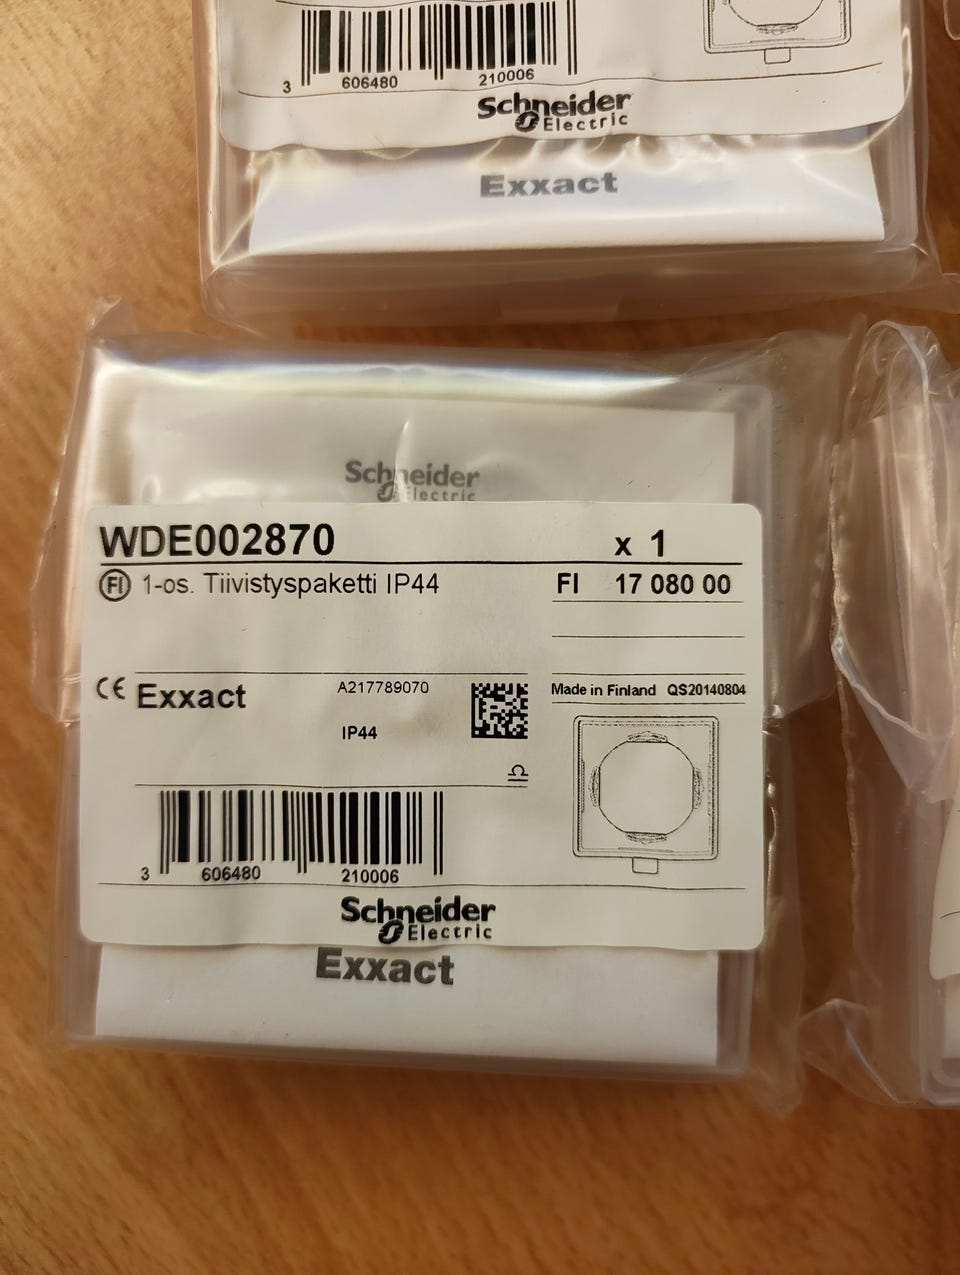 3 606480 210006
Schneider
Electric
Exxact
Schneider
Electric
WDE002870 x 1
FI 1-os. Tiivistyspaketti IP44 FI 17 080 00
CE Exxact A217789070 Made in Finland QS20140804
IP44
3 606480 210006
Schneider
Electric
Exxact